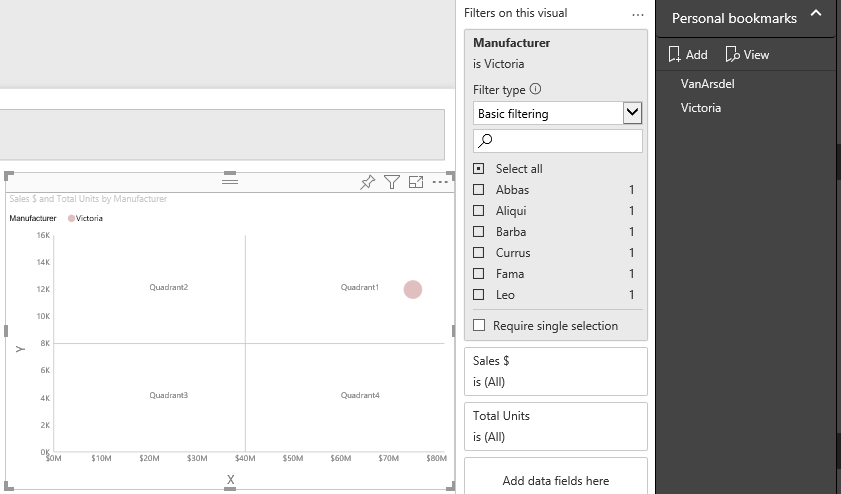 Filters on this visual
...
Manufacturer
is Victoria
Filter type
Basic filtering
Select all
Abbas 1
Aliqui 1
Barba 1
Currus 1
Fama 1
Leo 1
Require single selection
Sales $
is (All)
Total Units
is (All)
Add data fields here
Personal bookmarks
Add View
VanArsdel
Victoria
Sales $ and Total Units by Manufacturer
Manufacturer Victoria
16K
14K
12K
10K
8K
6K
4K
2K
0K
Y
Quadrant2 Quadrant1
Quadrant3 Quadrant4
$0M $10M $20M $30M $40M $50M $60M $70M $80M
X